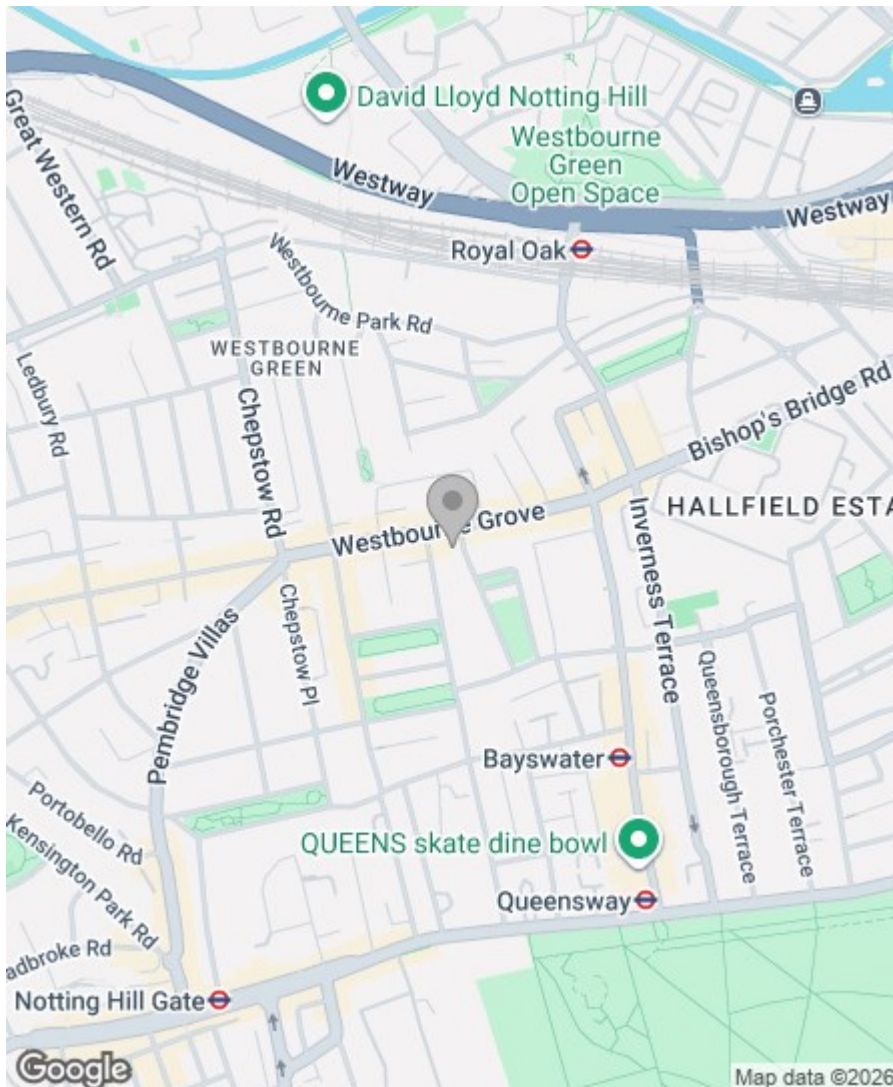 David Lloyd Notting Hill
Westbourne
Green
Open Space
Great Western Rd
Westway
Westway
Royal Oak
Westbourne Park Rd
WESTBOURNE
GREEN
Ledbury Rd
Chepstow Rd
Bishop's Bridge Rd
Westbourne Grove
HALLFIELD ESTA
Inverness Terrace
Chepstow Pl
Pembridge Villas
Queensborough Terrace
Porchester Terrace
Bayswater
Portobello Rd
Kensington Park Rd
QUEENS skate dine bowl
Queensway
adbroke Rd
Notting Hill Gate
Google
Map data ©2026